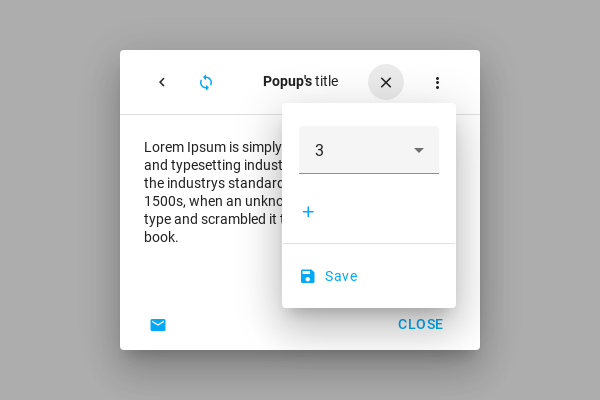 Popup's title
Lorem Ipsum is simply
and typesetting indust
the industrys standard
1500s, when an unkno
type and scrambled it t
book.
3
+
Save
CLOSE